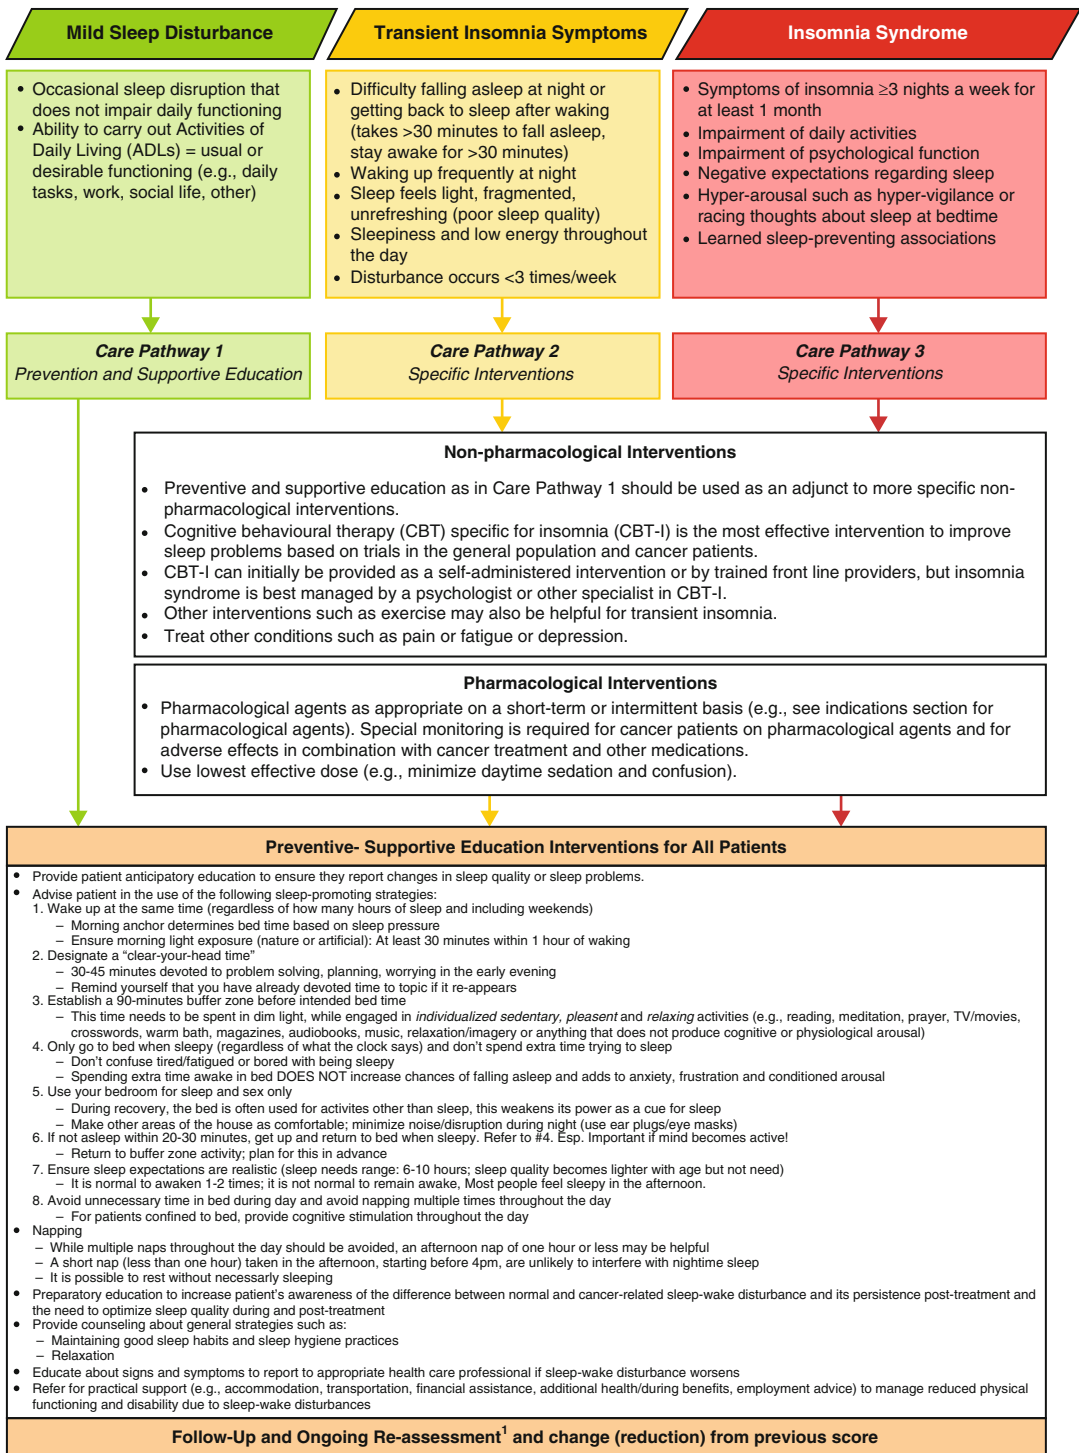 Mild Sleep Disturbance
Transient Insomnia Symptoms
Insomnia Syndrome
• Occasional sleep disruption that
does not impair daily functioning
• Ability to carry out Activities of
Daily Living (ADLs) = usual or
desirable functioning (e.g., daily
tasks, work, social life, other)
• Difficulty falling asleep at night or
getting back to sleep after waking
(takes >30 minutes to fall asleep,
stay awake for >30 minutes)
• Waking up frequently at night
• Sleep feels light, fragmented,
unrefreshing (poor sleep quality)
• Sleepiness and low energy throughout
the day
• Disturbance occurs <3 times/week
• Symptoms of insomnia ≥3 nights a week for
at least 1 month
• Impairment of daily activities
• Impairment of psychological function
• Negative expectations regarding sleep
• Hyper-arousal such as hyper-vigilance or
racing thoughts about sleep at bedtime
• Learned sleep-preventing associations
Care Pathway 1
Prevention and Supportive Education
Care Pathway 2
Specific Interventions
Care Pathway 3
Specific Interventions
Non-pharmacological Interventions
• Preventive and supportive education as in Care Pathway 1 should be used as an adjunct to more specific non-
pharmacological interventions.
• Cognitive behavioural therapy (CBT) specific for insomnia (CBT-I) is the most effective intervention to improve
sleep problems based on trials in the general population and cancer patients.
• CBT-I can initially be provided as a self-administered intervention or by trained front line providers, but insomnia
syndrome is best managed by a psychologist or other specialist in CBT-I.
• Other interventions such as exercise may also be helpful for transient insomnia.
• Treat other conditions such as pain or fatigue or depression.
Pharmacological Interventions
• Pharmacological agents as appropriate on a short-term or intermittent basis (e.g., see indications section for
pharmacological agents). Special monitoring is required for cancer patients on pharmacological agents and for
adverse effects in combination with cancer treatment and other medications.
• Use lowest effective dose (e.g., minimize daytime sedation and confusion).
Preventive- Supportive Education Interventions for All Patients
• Provide patient anticipatory education to ensure they report changes in sleep quality or sleep problems.
• Advise patient in the use of the following sleep-promoting strategies:
1. Wake up at the same time (regardless of how many hours of sleep and including weekends)
– Morning anchor determines bed time based on sleep pressure
– Ensure morning light exposure (nature or artificial): At least 30 minutes within 1 hour of waking
2. Designate a “clear-your-head time”
– 30-45 minutes devoted to problem solving, planning, worrying in the early evening
– Remind yourself that you have already devoted time to topic if it re-appears
3. Establish a 90-minutes buffer zone before intended bed time
– This time needs to be spent in dim light, while engaged in individualized sedentary, pleasent and relaxing activities (e.g., reading, meditation, prayer, TV/movies,
crosswords, warm bath, magazines, audiobooks, music, relaxation/imagery or anything that does not produce cognitive or physiological arousal)
4. Only go to bed when sleepy (regardless of what the clock says) and don’t spend extra time trying to sleep
– Don’t confuse tired/fatigued or bored with being sleepy
– Spending extra time awake in bed DOES NOT increase chances of falling asleep and adds to anxiety, frustration and conditioned arousal
5. Use your bedroom for sleep and sex only
– During recovery, the bed is often used for activites other than sleep, this weakens its power as a cue for sleep
– Make other areas of the house as comfortable; minimize noise/disruption during night (use ear plugs/eye masks)
6. If not asleep within 20-30 minutes, get up and return to bed when sleepy. Refer to #4. Esp. Important if mind becomes active!
– Return to buffer zone activity; plan for this in advance
7. Ensure sleep expectations are realistic (sleep needs range: 6-10 hours; sleep quality becomes lighter with age but not need)
– It is normal to awaken 1-2 times; it is not normal to remain awake, Most people feel sleepy in the afternoon.
8. Avoid unnecessary time in bed during day and avoid napping multiple times throughout the day
– For patients confined to bed, provide cognitive stimulation throughout the day
• Napping
– While multiple naps throughout the day should be avoided, an afternoon nap of one hour or less may be helpful
– A short nap (less than one hour) taken in the afternoon, starting before 4pm, are unlikely to interfere with nightime sleep
– It is possible to rest without necessarly sleeping
• Preparatory education to increase patient’s awareness of the difference between normal and cancer-related sleep-wake disturbance and its persistence post-treatment and
the need to optimize sleep quality during and post-treatment
• Provide counseling about general strategies such as:
– Maintaining good sleep habits and sleep hygiene practices
– Relaxation
• Educate about signs and symptoms to report to appropriate health care professional if sleep-wake disturbance worsens
• Refer for practical support (e.g., accommodation, transportation, financial assistance, additional health/during benefits, employment advice) to manage reduced physical
functioning and disability due to sleep-wake disturbances
Follow-Up and Ongoing Re-assessment1 and change (reduction) from previous score